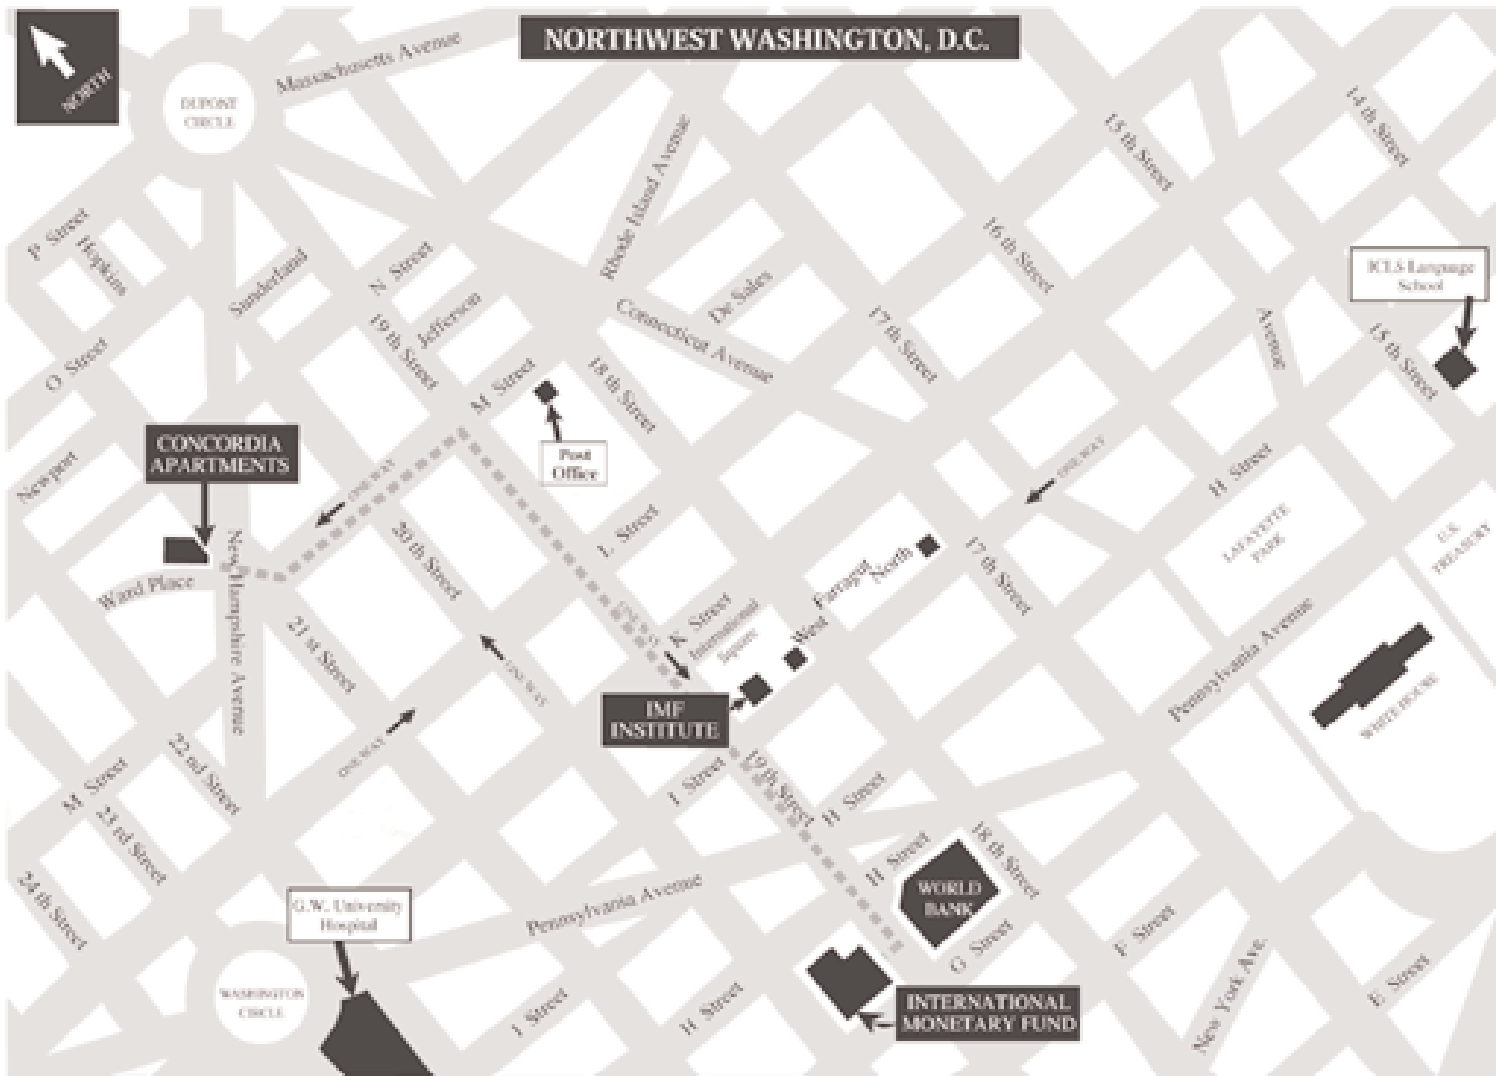 NORTHWEST WASHINGTON, D.C.
NORTH
Massachusetts Avenue
DUPONT
CIRCLE
14 th Street
15 th Street
Rhode Island Avenue
P Street
Hopkins
Sunderland
N Street
16 th Street
ICLS Language
School
Jefferson
De Sales
Connecticut Avenue
17 th Street
Avenue
15 th Street
O Street
19 th Street
M Street
18 th Street
CONCORDIA
APARTMENTS
Post
Office
Newport
ONE WAY
ONE WAY
H Street
L Street
20 th Street
LAFAYETTE
PARK
U.S.
TREASURY
New Hampshire Avenue
Ward Place
Farragut
North
West
17 th Street
K Street
International
Square
ONE WAY
21 st Street
ONE WAY
Pennsylvania Avenue
WHITE HOUSE
IMF
INSTITUTE
22 nd Street
ONE WAY
M Street
23 rd Street
I Street
19 th Street
H Street
H Street
18 th Street
WORLD
BANK
24 th Street
G.W. University
Hospital
Pennsylvania Avenue
G Street
F Street
E Street
New York Ave.
WASHINGTON
CIRCLE
I Street
H Street
INTERNATIONAL
MONETARY FUND